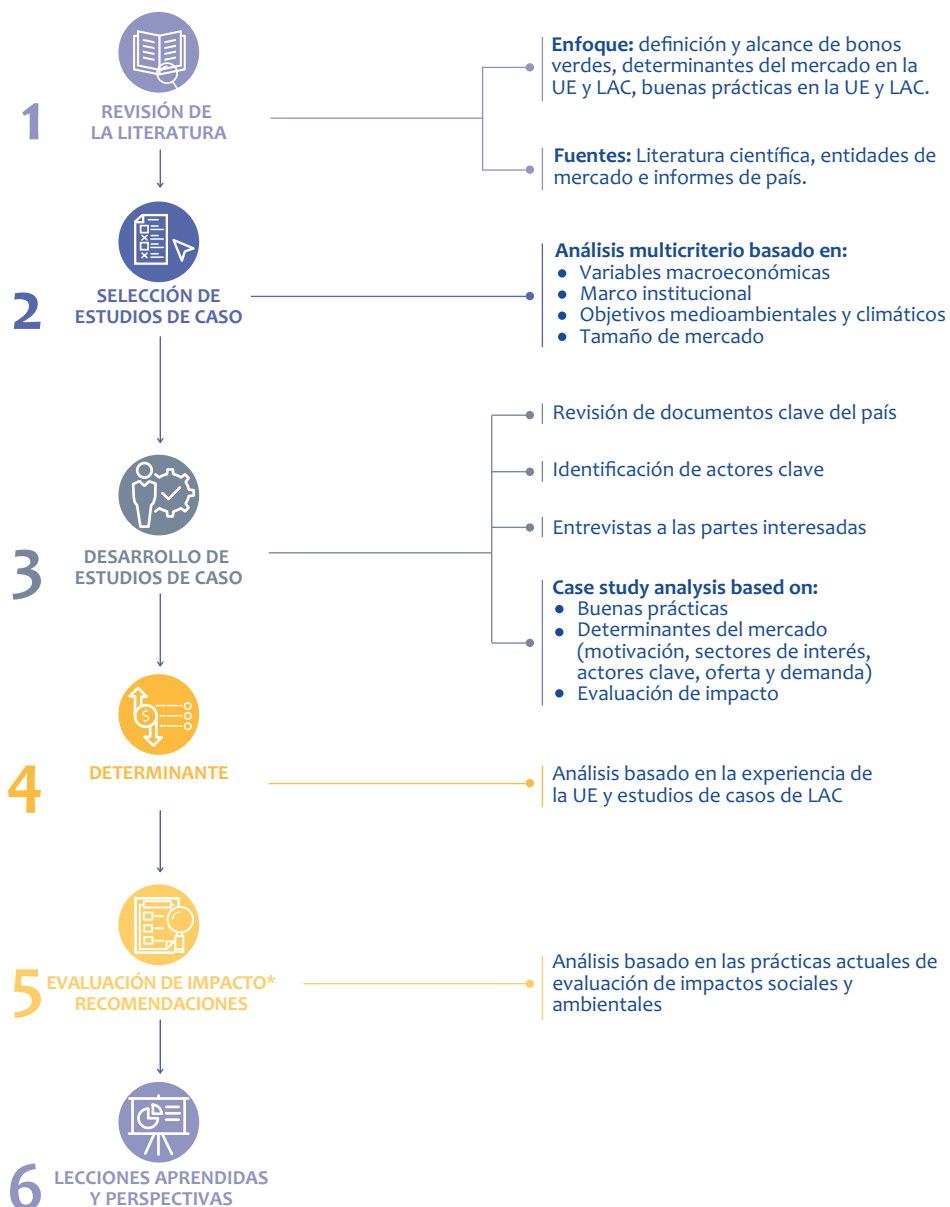 1
REVISIÓN DE
LA LITERATURA
Enfoque: definición y alcance de bonos
verdes, determinantes del mercado en la
UE y LAC, buenas prácticas en la UE y LAC.
Fuentes: Literatura científica, entidades de
mercado e informes de país.
2
SELECCIÓN DE
ESTUDIOS DE CASO
Análisis multicriterio basado en:
● Variables macroeconómicas
● Marco institucional
● Objetivos medioambientales y climáticos
● Tamaño de mercado
3
DESARROLLO DE
ESTUDIOS DE CASO
Revisión de documentos clave del país
Identificación de actores clave
Entrevistas a las partes interesadas
Case study analysis based on:
● Buenas prácticas
● Determinantes del mercado
(motivación, sectores de interés,
actores clave, oferta y demanda)
● Evaluación de impacto
4
DETERMINANTE
Análisis basado en la experiencia de
la UE y estudios de casos de LAC
5
EVALUACIÓN DE IMPACTO*
RECOMENDACIONES
Análisis basado en las prácticas actuales de
evaluación de impactos sociales y
ambientales
6
LECCIONES APRENDIDAS
Y PERSPECTIVAS